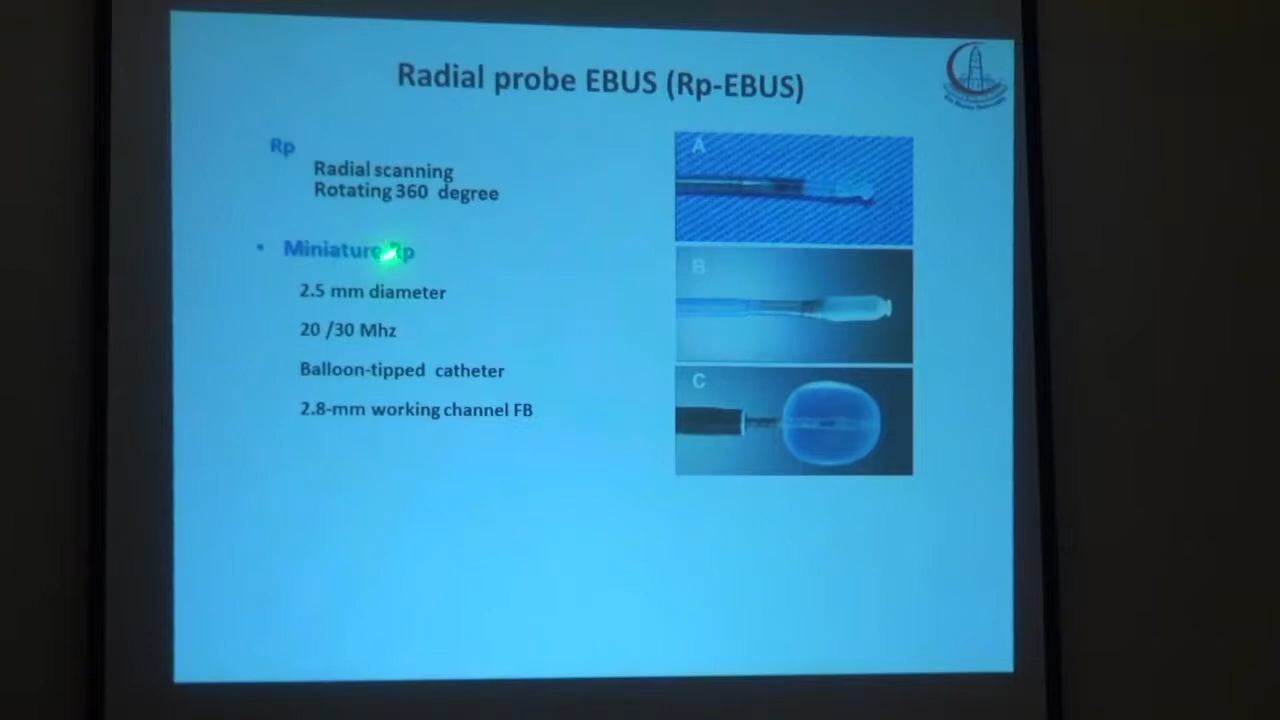 Radial probe EBUS (Rp-EBUS)
Rp
Radial scanning
Rotating 360 degree
• Miniature Rp
2.5 mm diameter
20 /30 Mhz
Balloon-tipped catheter
2.8-mm working channel FB
A
B
C